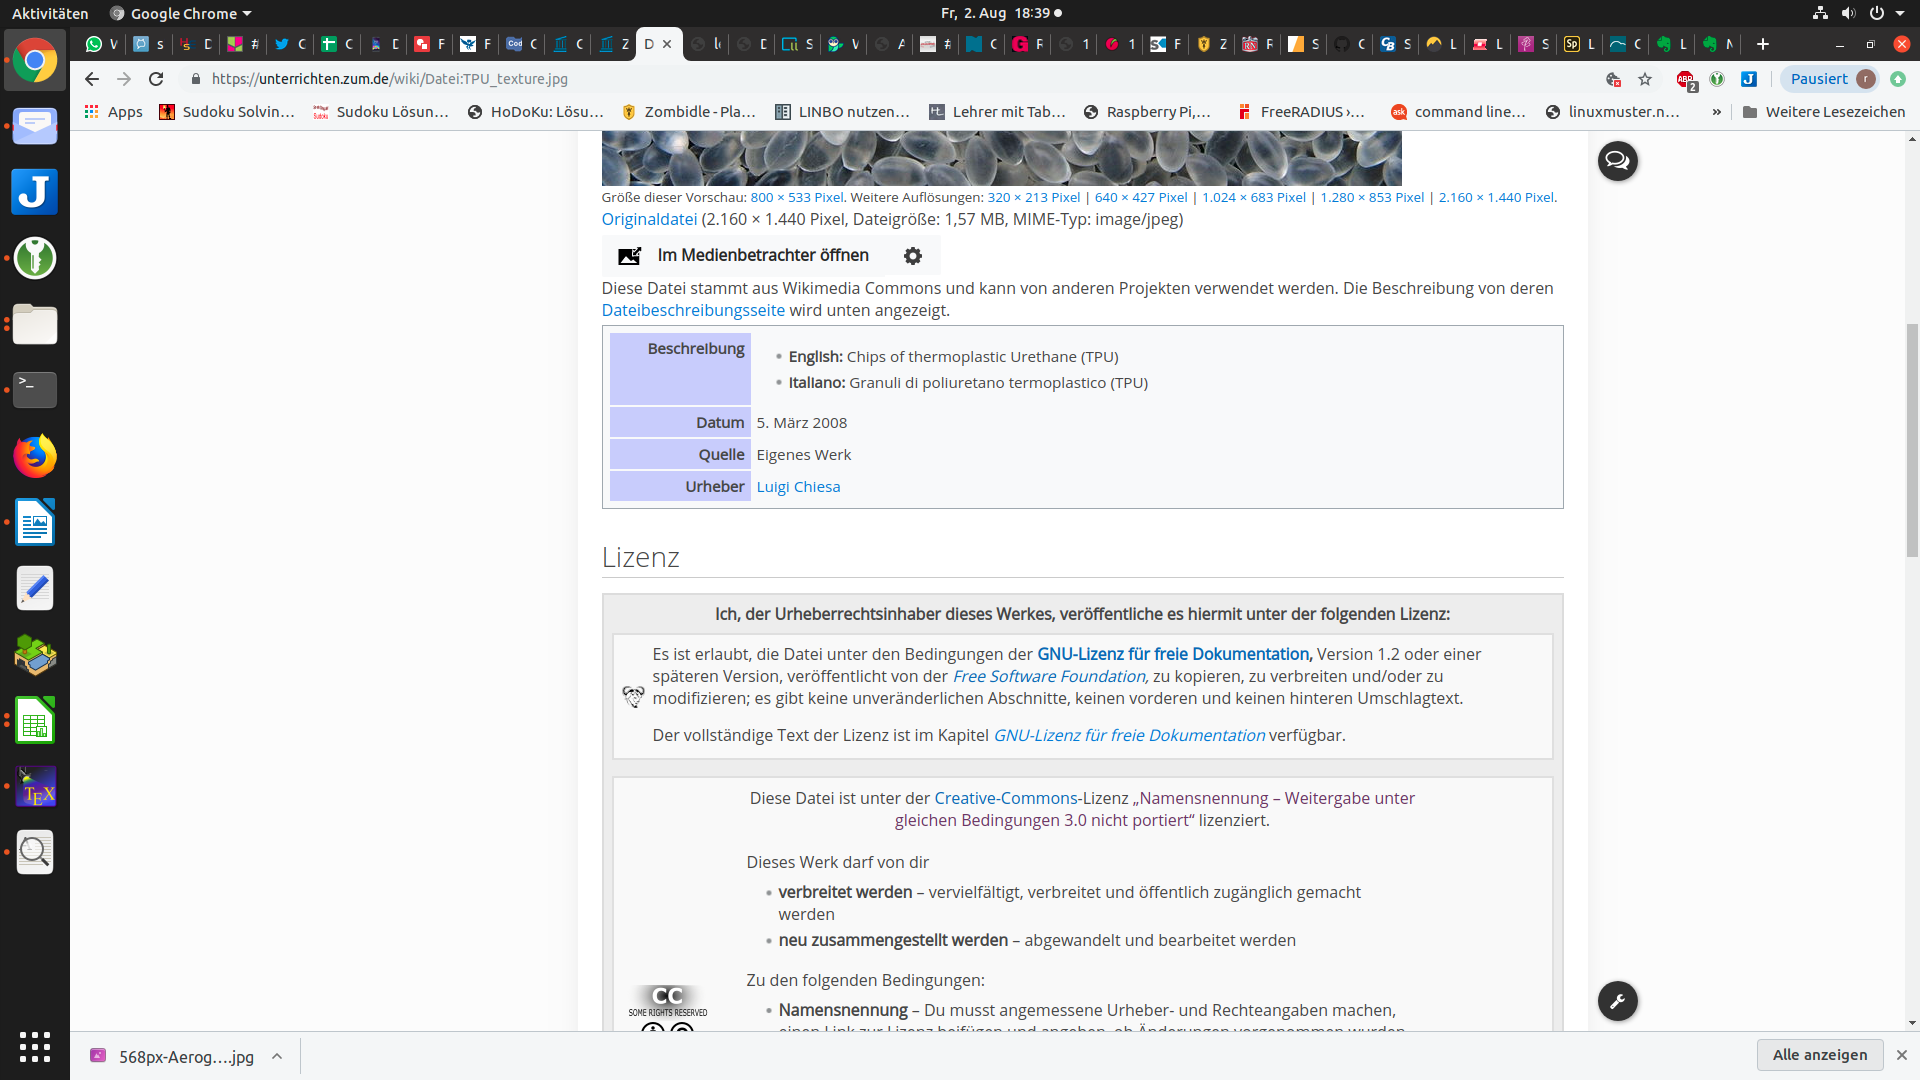 Aktivitäten
Google Chrome
Fr, 2. Aug 18:39
https://unterrichten.zum.de/wiki/Datei:TPU_texture.jpg
Pausiert r
Apps
Sudoku Solvin…
Sudoku Lösun…
HoDoKu: Lösu…
Zombidle - Pla…
LINBO nutzen…
Lehrer mit Tab…
Raspberry Pi,…
FreeRADIUS ›…
command line…
linuxmuster.n…
»
Weitere Lesezeichen
Größe dieser Vorschau: 800 × 533 Pixel. Weitere Auflösungen: 320 × 213 Pixel | 640 × 427 Pixel | 1.024 × 683 Pixel | 1.280 × 853 Pixel | 2.160 × 1.440 Pixel.
Originaldatei (2.160 × 1.440 Pixel, Dateigröße: 1,57 MB, MIME-Typ: image/jpeg)
Im Medienbetrachter öffnen
Diese Datei stammt aus Wikimedia Commons und kann von anderen Projekten verwendet werden. Die Beschreibung von deren
Dateibeschreibungsseite wird unten angezeigt.
Beschreibung
English: Chips of thermoplastic Urethane (TPU)
Italiano: Granuli di poliuretano termoplastico (TPU)
Datum 5. März 2008
Quelle Eigenes Werk
Urheber Luigi Chiesa
Lizenz
Ich, der Urheberrechtsinhaber dieses Werkes, veröffentliche es hiermit unter der folgenden Lizenz:
Es ist erlaubt, die Datei unter den Bedingungen der GNU-Lizenz für freie Dokumentation, Version 1.2 oder einer
späteren Version, veröffentlicht von der Free Software Foundation, zu kopieren, zu verbreiten und/oder zu
modifizieren; es gibt keine unveränderlichen Abschnitte, keinen vorderen und keinen hinteren Umschlagtext.
Der vollständige Text der Lizenz ist im Kapitel GNU-Lizenz für freie Dokumentation verfügbar.
Diese Datei ist unter der Creative-Commons-Lizenz „Namensnennung – Weitergabe unter
gleichen Bedingungen 3.0 nicht portiert“ lizenziert.
Dieses Werk darf von dir
verbreitet werden – vervielfältigt, verbreitet und öffentlich zugänglich gemacht
werden
neu zusammengestellt werden – abgewandelt und bearbeitet werden
Zu den folgenden Bedingungen:
CC
SOME RIGHTS RESERVED
Namensnennung – Du musst angemessene Urheber- und Rechteangaben machen,
einen Link zur Lizenz beifügen und angeben, ob Änderungen vorgenommen wurden
568px-Aerog….jpg
Alle anzeigen